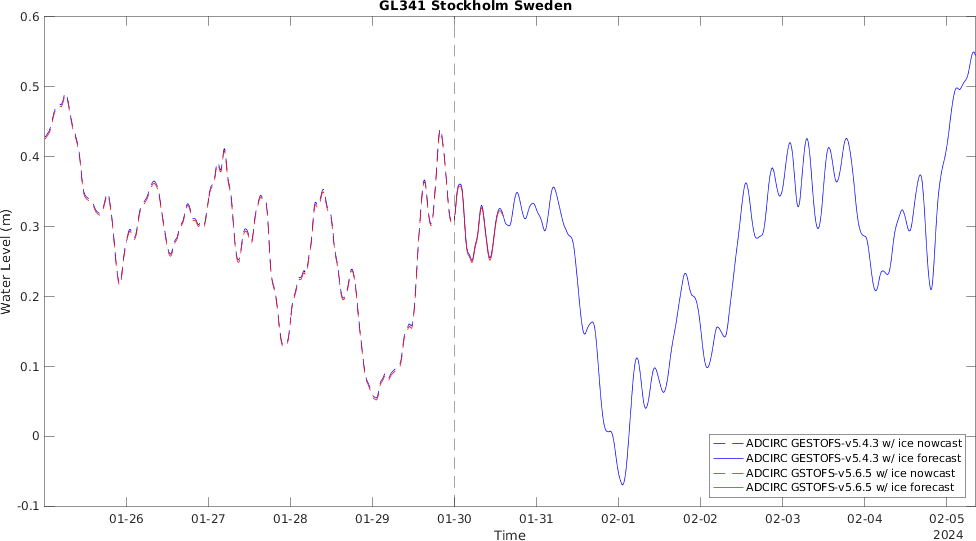 GL341 Stockholm Sweden
Water Level (m)
0.6
0.5
0.4
0.3
0.2
0.1
0
-0.1
ADCIRC GESTOFS-v5.4.3 w/ ice nowcast
ADCIRC GESTOFS-v5.4.3 w/ ice forecast
ADCIRC GSTOFS-v5.6.5 w/ ice nowcast
ADCIRC GSTOFS-v5.6.5 w/ ice forecast
01-26 01-27 01-28 01-29 01-30 01-31 02-01 02-02 02-03 02-04 02-05
Time 2024